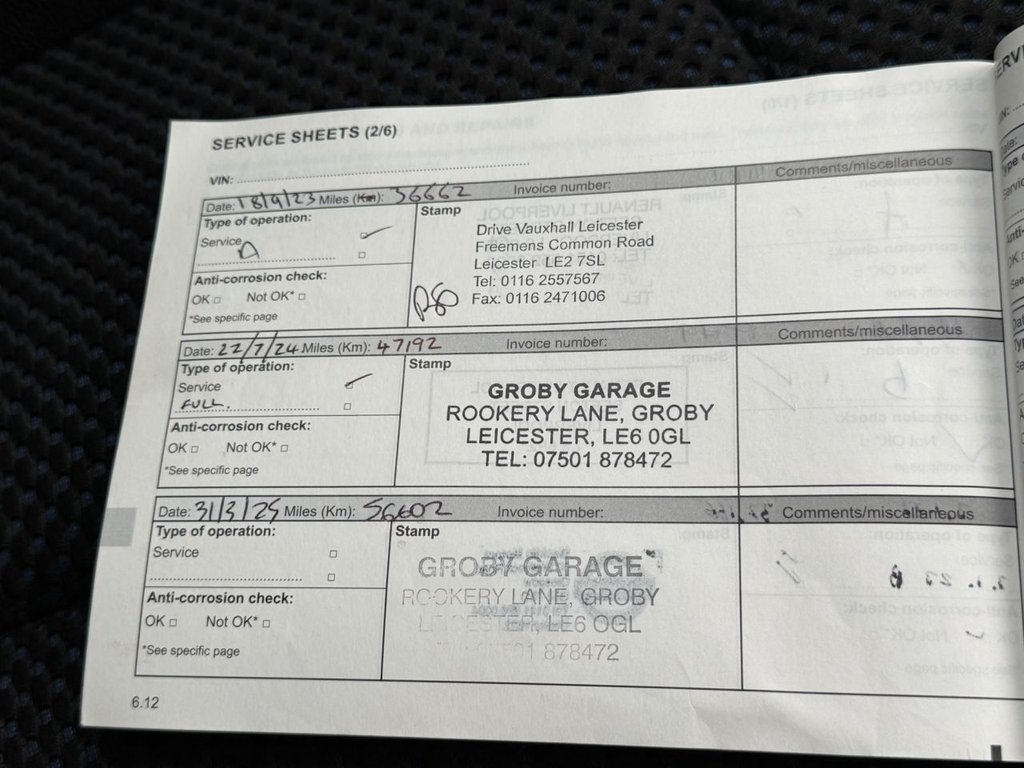 SERVICE SHEETS (2/6)
VIN:
Date: 18/9/23 Miles (Km): 36662 Invoice number: Comments/miscellaneous
Type of operation:
Service
A
Anti-corrosion check:
OK Not OK*
*See specific page
Stamp
Drive Vauxhall Leicester
Freemens Common Road
Leicester LE2 7SL
Tel: 0116 2557567
Fax: 0116 2471006
Date: 22/7/24 Miles (Km): 47192 Invoice number: Comments/miscellaneous
Type of operation:
Service
FULL.
Anti-corrosion check:
OK Not OK*
*See specific page
Stamp
GROBY GARAGE
ROOKERY LANE, GROBY
LEICESTER, LE6 0GL
TEL: 07501 878472
Date: 31/3/25 Miles (Km): 56602 Invoice number: Comments/miscellaneous
Type of operation:
Service
Anti-corrosion check:
OK Not OK*
*See specific page
Stamp
GROBY GARAGE
ROOKERY LANE, GROBY
LEICESTER, LE6 0GL
878472
6.12